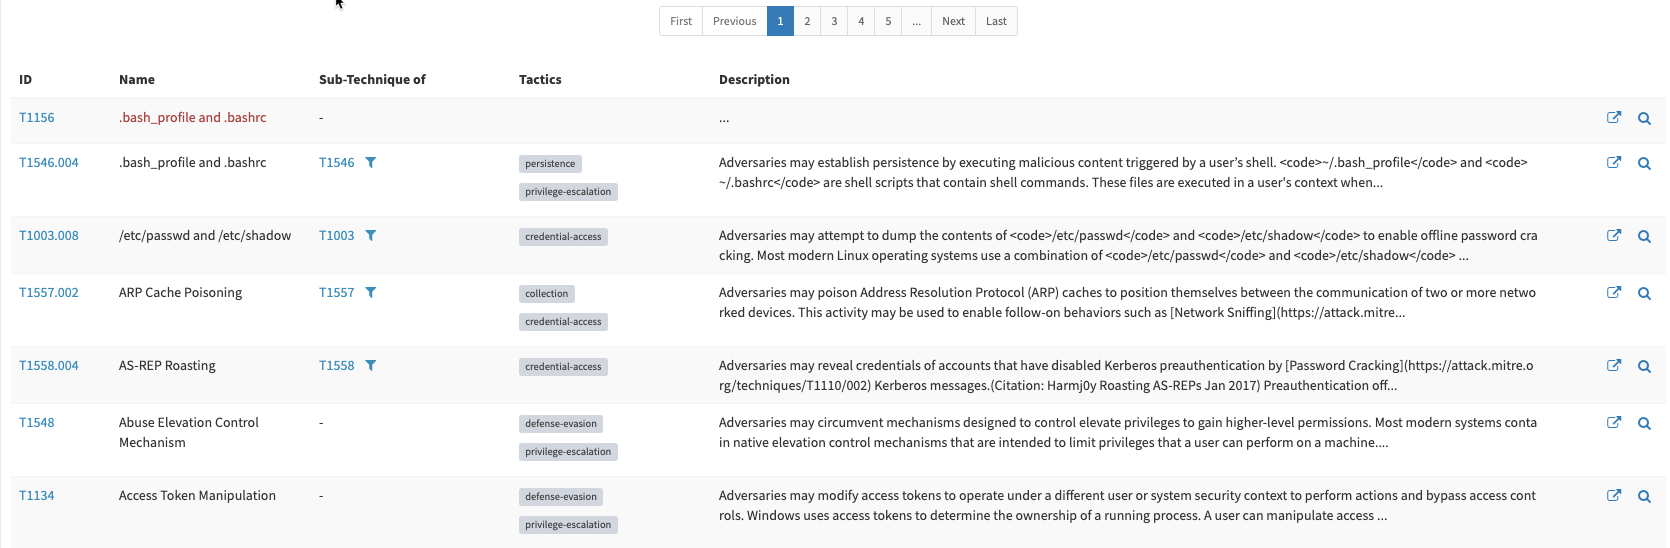 First Previous 1 2 3 4 5 ... Next Last
ID Name Sub-Technique of Tactics Description
T1156 .bash_profile and .bashrc - ...
T1546.004 .bash_profile and .bashrc T1546 persistence Adversaries may establish persistence by executing malicious content triggered by a user’s shell. <code>~/.bash_profile</code> and <code>
privilege-escalation ~/.bashrc</code> are shell scripts that contain shell commands. These files are executed in a user's context when...
T1003.008 /etc/passwd and /etc/shadow T1003 credential-access Adversaries may attempt to dump the contents of <code>/etc/passwd</code> and <code>/etc/shadow</code> to enable offline password cra
cking. Most modern Linux operating systems use a combination of <code>/etc/passwd</code> and <code>/etc/shadow</code> ...
T1557.002 ARP Cache Poisoning T1557 collection Adversaries may poison Address Resolution Protocol (ARP) caches to position themselves between the communication of two or more netwo
credential-access rked devices. This activity may be used to enable follow-on behaviors such as [Network Sniffing](https://attack.mitre...
T1558.004 AS-REP Roasting T1558 credential-access Adversaries may reveal credentials of accounts that have disabled Kerberos preauthentication by [Password Cracking](https://attack.mitre.o
rg/techniques/T1110/002) Kerberos messages.(Citation: Harmj0y Roasting AS-REPs Jan 2017) Preauthentication off...
T1548 Abuse Elevation Control defense-evasion Adversaries may circumvent mechanisms designed to control elevate privileges to gain higher-level permissions. Most modern systems conta
Mechanism - privilege-escalation in native elevation control mechanisms that are intended to limit privileges that a user can perform on a machine....
T1134 Access Token Manipulation - defense-evasion Adversaries may modify access tokens to operate under a different user or system security context to perform actions and bypass access cont
privilege-escalation rols. Windows uses access tokens to determine the ownership of a running process. A user can manipulate access ...